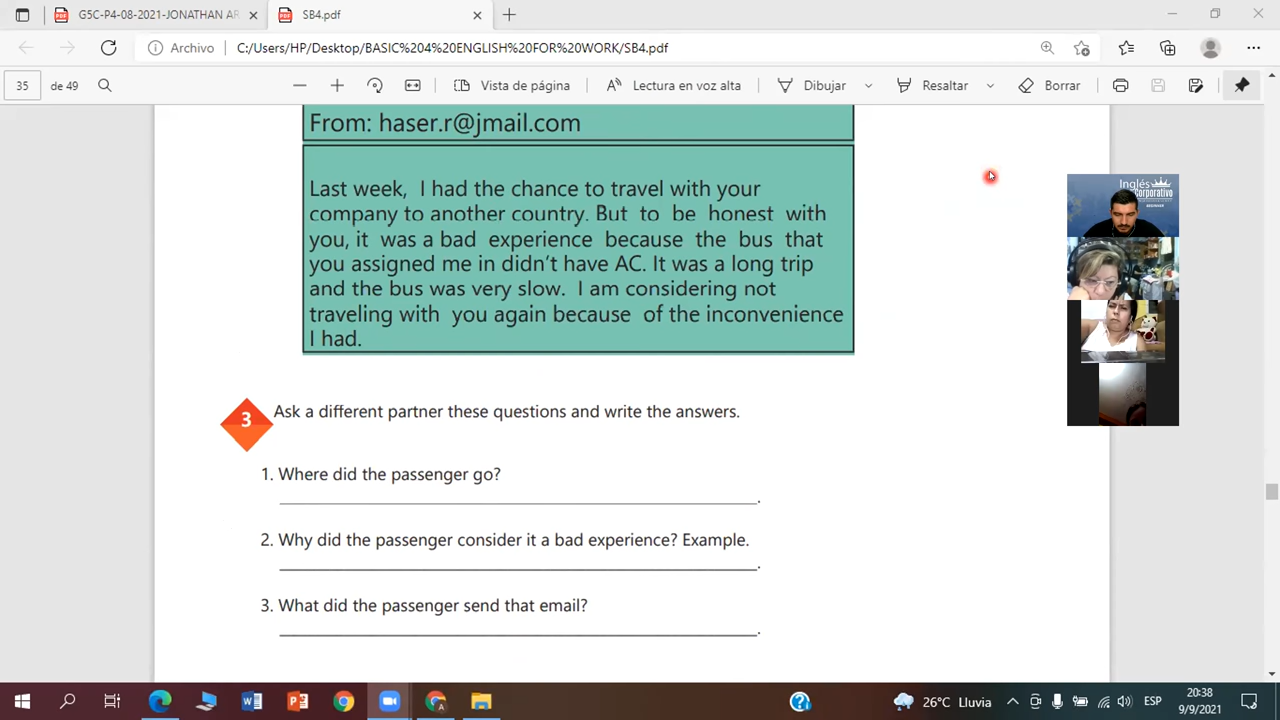 G5C-P4-08-2021-JONATHAN AR
SB4.pdf
Archivo
C:/Users/HP/Desktop/BASIC%204%20ENGLISH%20FOR%20WORK/SB4.pdf
35
de 49
Vista de página
Lectura en voz alta
Dibujar
Resaltar
Borrar
From: haser.r@jmail.com
Last week, I had the chance to travel with your
company to another country. But to be honest with
you, it was a bad experience because the bus that
you assigned me in didn't have AC. It was a long trip
and the bus was very slow. I am considering not
traveling with you again because of the inconvenience
I had.
Inglés
Corporativo
BEGINNER
3
Ask a different partner these questions and write the answers.
1. Where did the passenger go?
2. Why did the passenger consider it a bad experience? Example.
3. What did the passenger send that email?
26°C Lluvia
ESP
20:38
9/9/2021